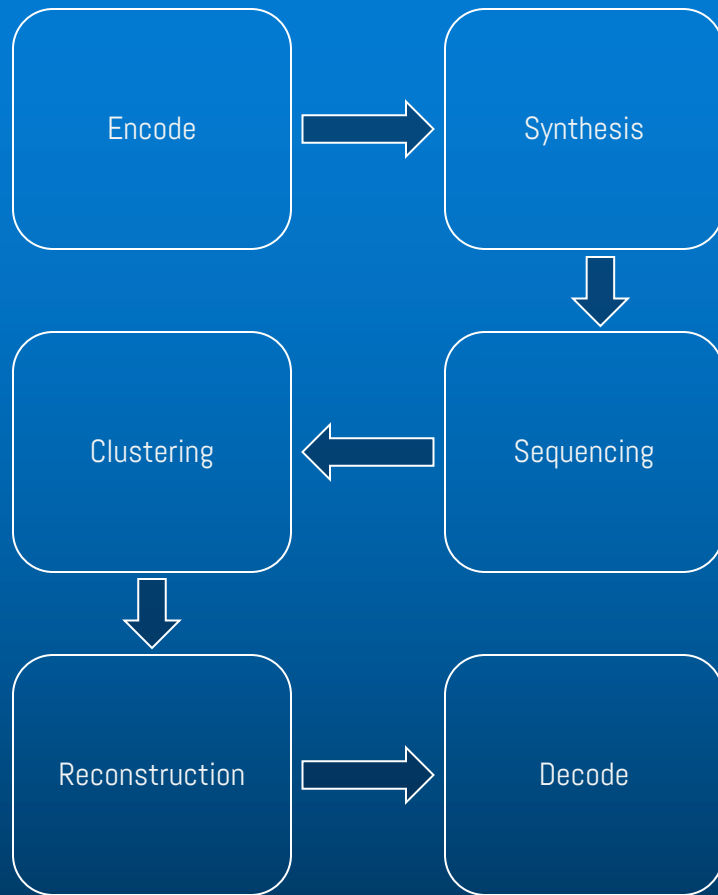 Encode
Synthesis
Sequencing
Clustering
Reconstruction
Decode